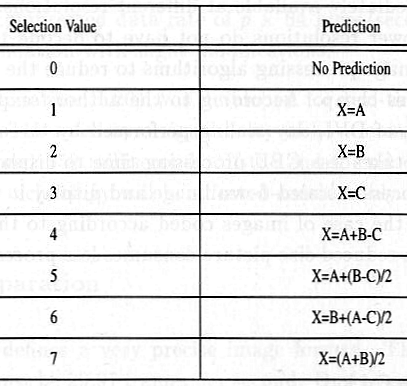 Selection Value Prediction
0 No Prediction
1 X=A
2 X=B
3 X=C
4 X=A+B-C
5 X=A+(B-C)/2
6 X=B+(A-C)/2
7 X=(A+B)/2